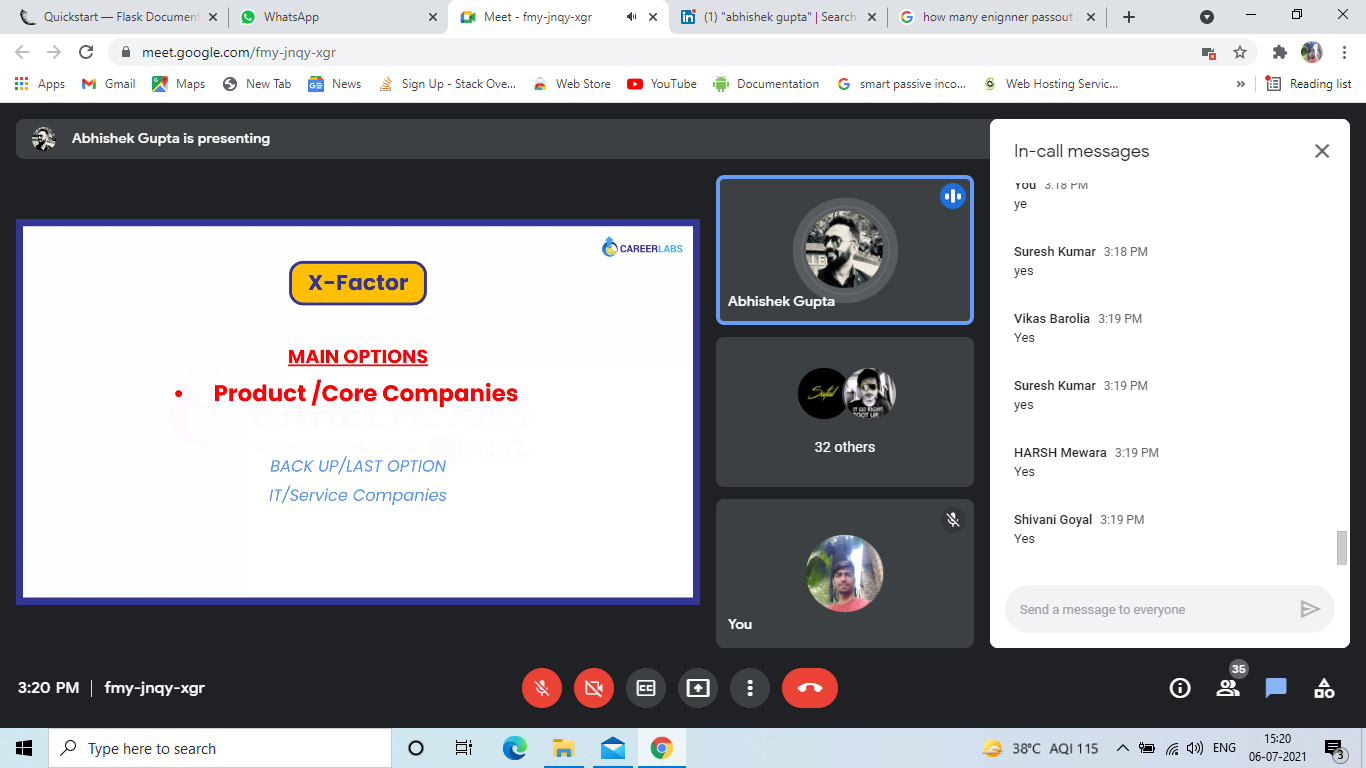 Quickstart — Flask Document
WhatsApp
Meet - fmy-jnqy-xgr
(1) "abhishek gupta" | Search
how many enignner passout
meet.google.com/fmy-jnqy-xgr
Apps
Gmail
Maps
New Tab
News
Sign Up - Stack Ove...
Web Store
YouTube
Documentation
smart passive inco...
Web Hosting Servic...
»
Reading list
Abhishek Gupta is presenting
CAREERLABS
X-Factor
MAIN OPTIONS
• Product /Core Companies
BACK UP/LAST OPTION
IT/Service Companies
Abhishek Gupta
32 others
You
In-call messages
You 3:18 PM
ye
Suresh Kumar 3:18 PM
yes
Vikas Barolia 3:19 PM
Yes
Suresh Kumar 3:19 PM
yes
HARSH Mewara 3:19 PM
Yes
Shivani Goyal 3:19 PM
Yes
Send a message to everyone
3:20 PM | fmy-jnqy-xgr
CC
35
Type here to search
38°C AQI 115
ENG
15:20
06-07-2021
3